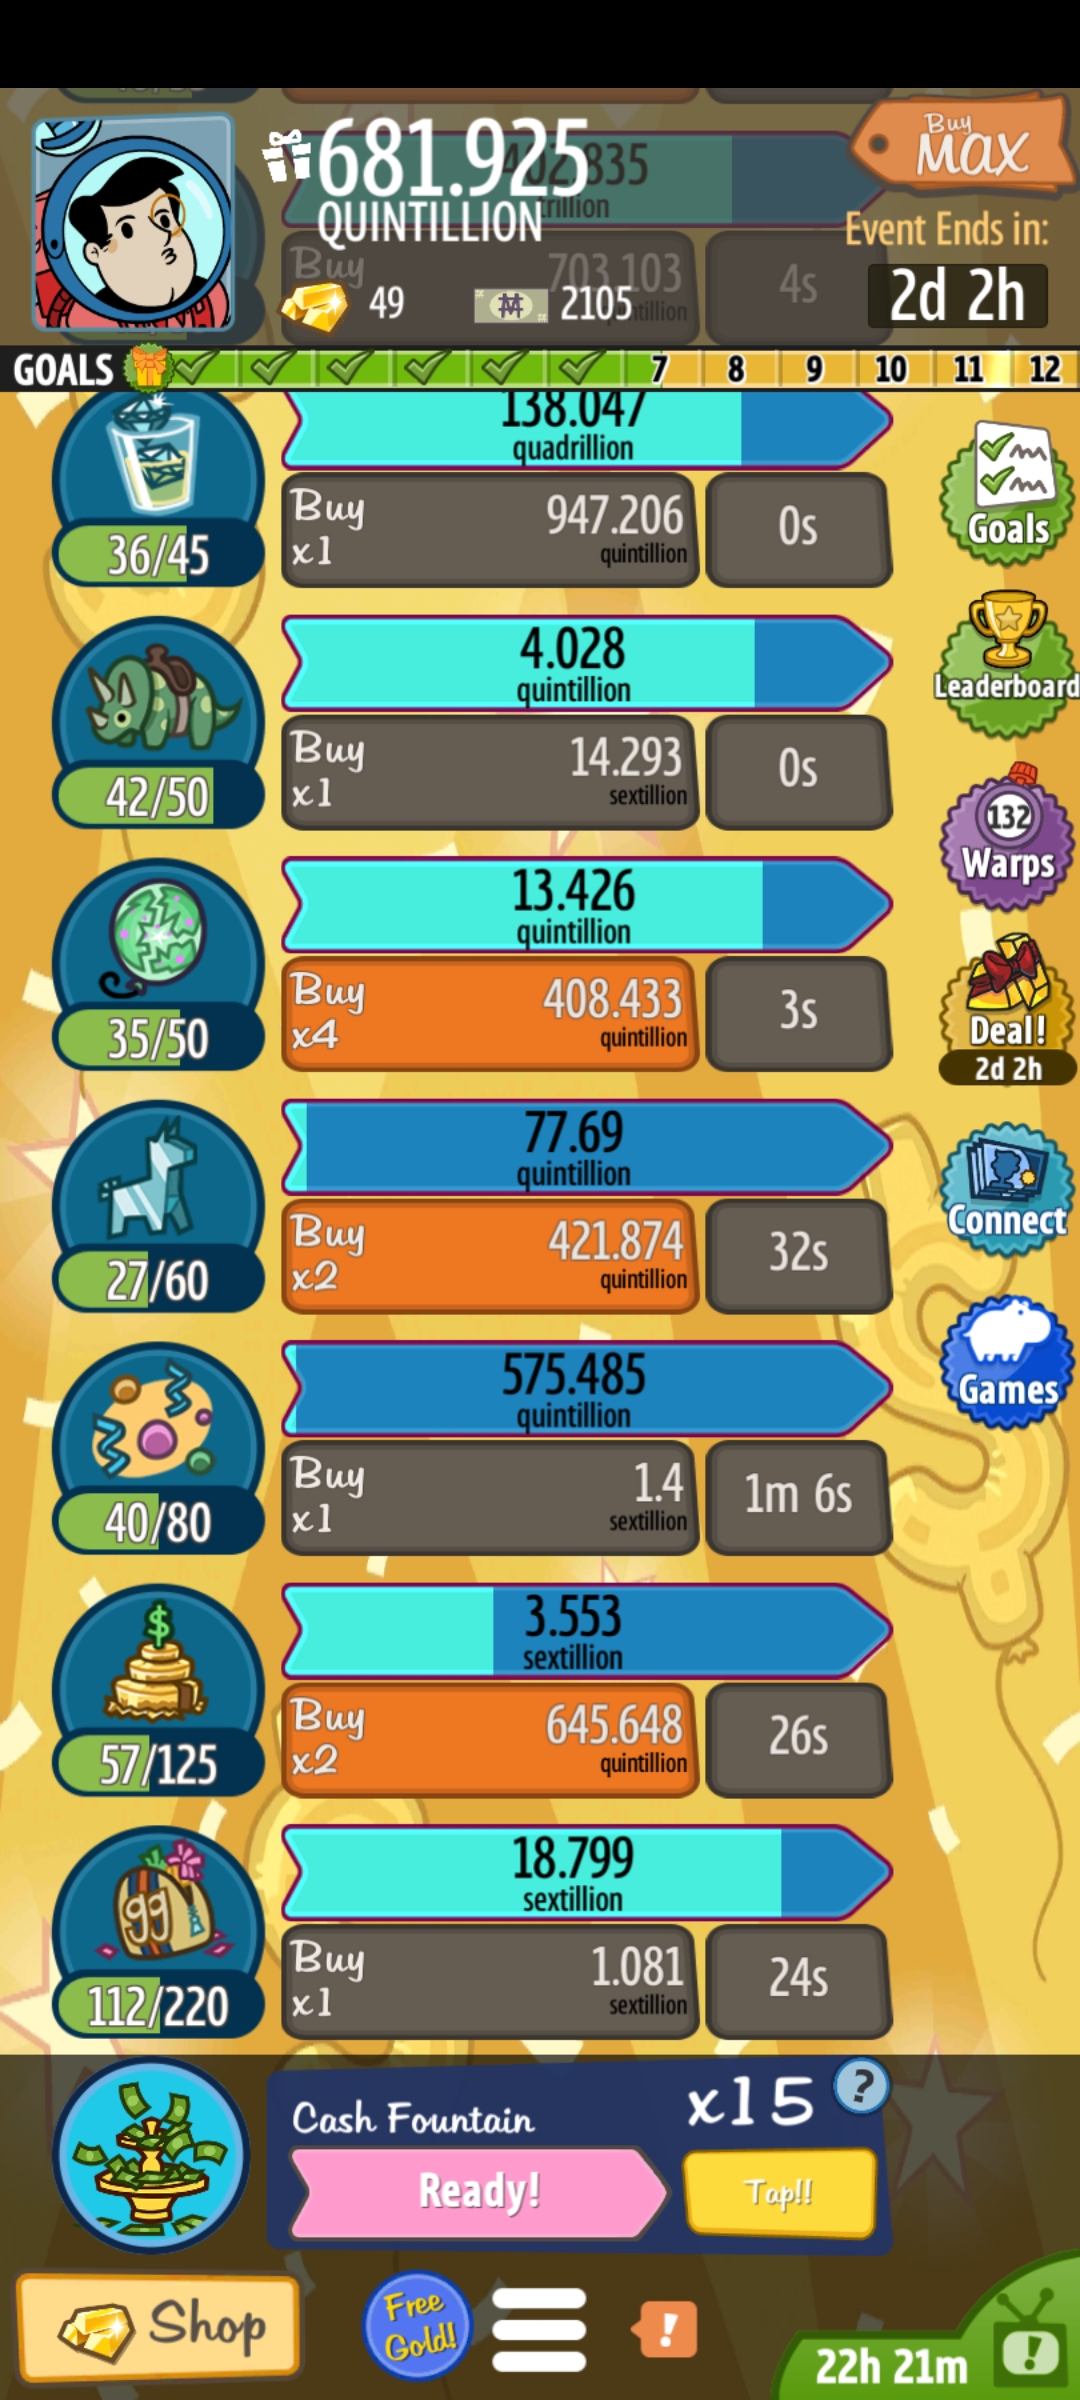 Buy
MAX
681.925
402.835
QUINTILLION
trillion
Event Ends in:
Buy
703.103
4s
2d 2h
49
2105
GOALS 7 8 9 10 11 12
138.047
quadrillion
36/45
Buy
x1
947.206
quintillion
0s
Goals
4.028
quintillion
42/50
Buy
x1
14.293
sextillion
0s
Leaderboard
13.426
quintillion
35/50
Buy
x4
408.433
quintillion
3s
132
Warps
Deal!
2d 2h
77.69
quintillion
27/60
Buy
x2
421.874
quintillion
32s
Connect
575.485
quintillion
40/80
Buy
x1
1.4
sextillion
1m 6s
Games
$
3.553
sextillion
57/125
Buy
x2
645.648
quintillion
26s
gg
18.799
sextillion
112/220
Buy
x1
1.081
sextillion
24s
Cash Fountain
x15
?
Ready!
Tap!!
Shop
Free
Gold!
!
22h 21m
!